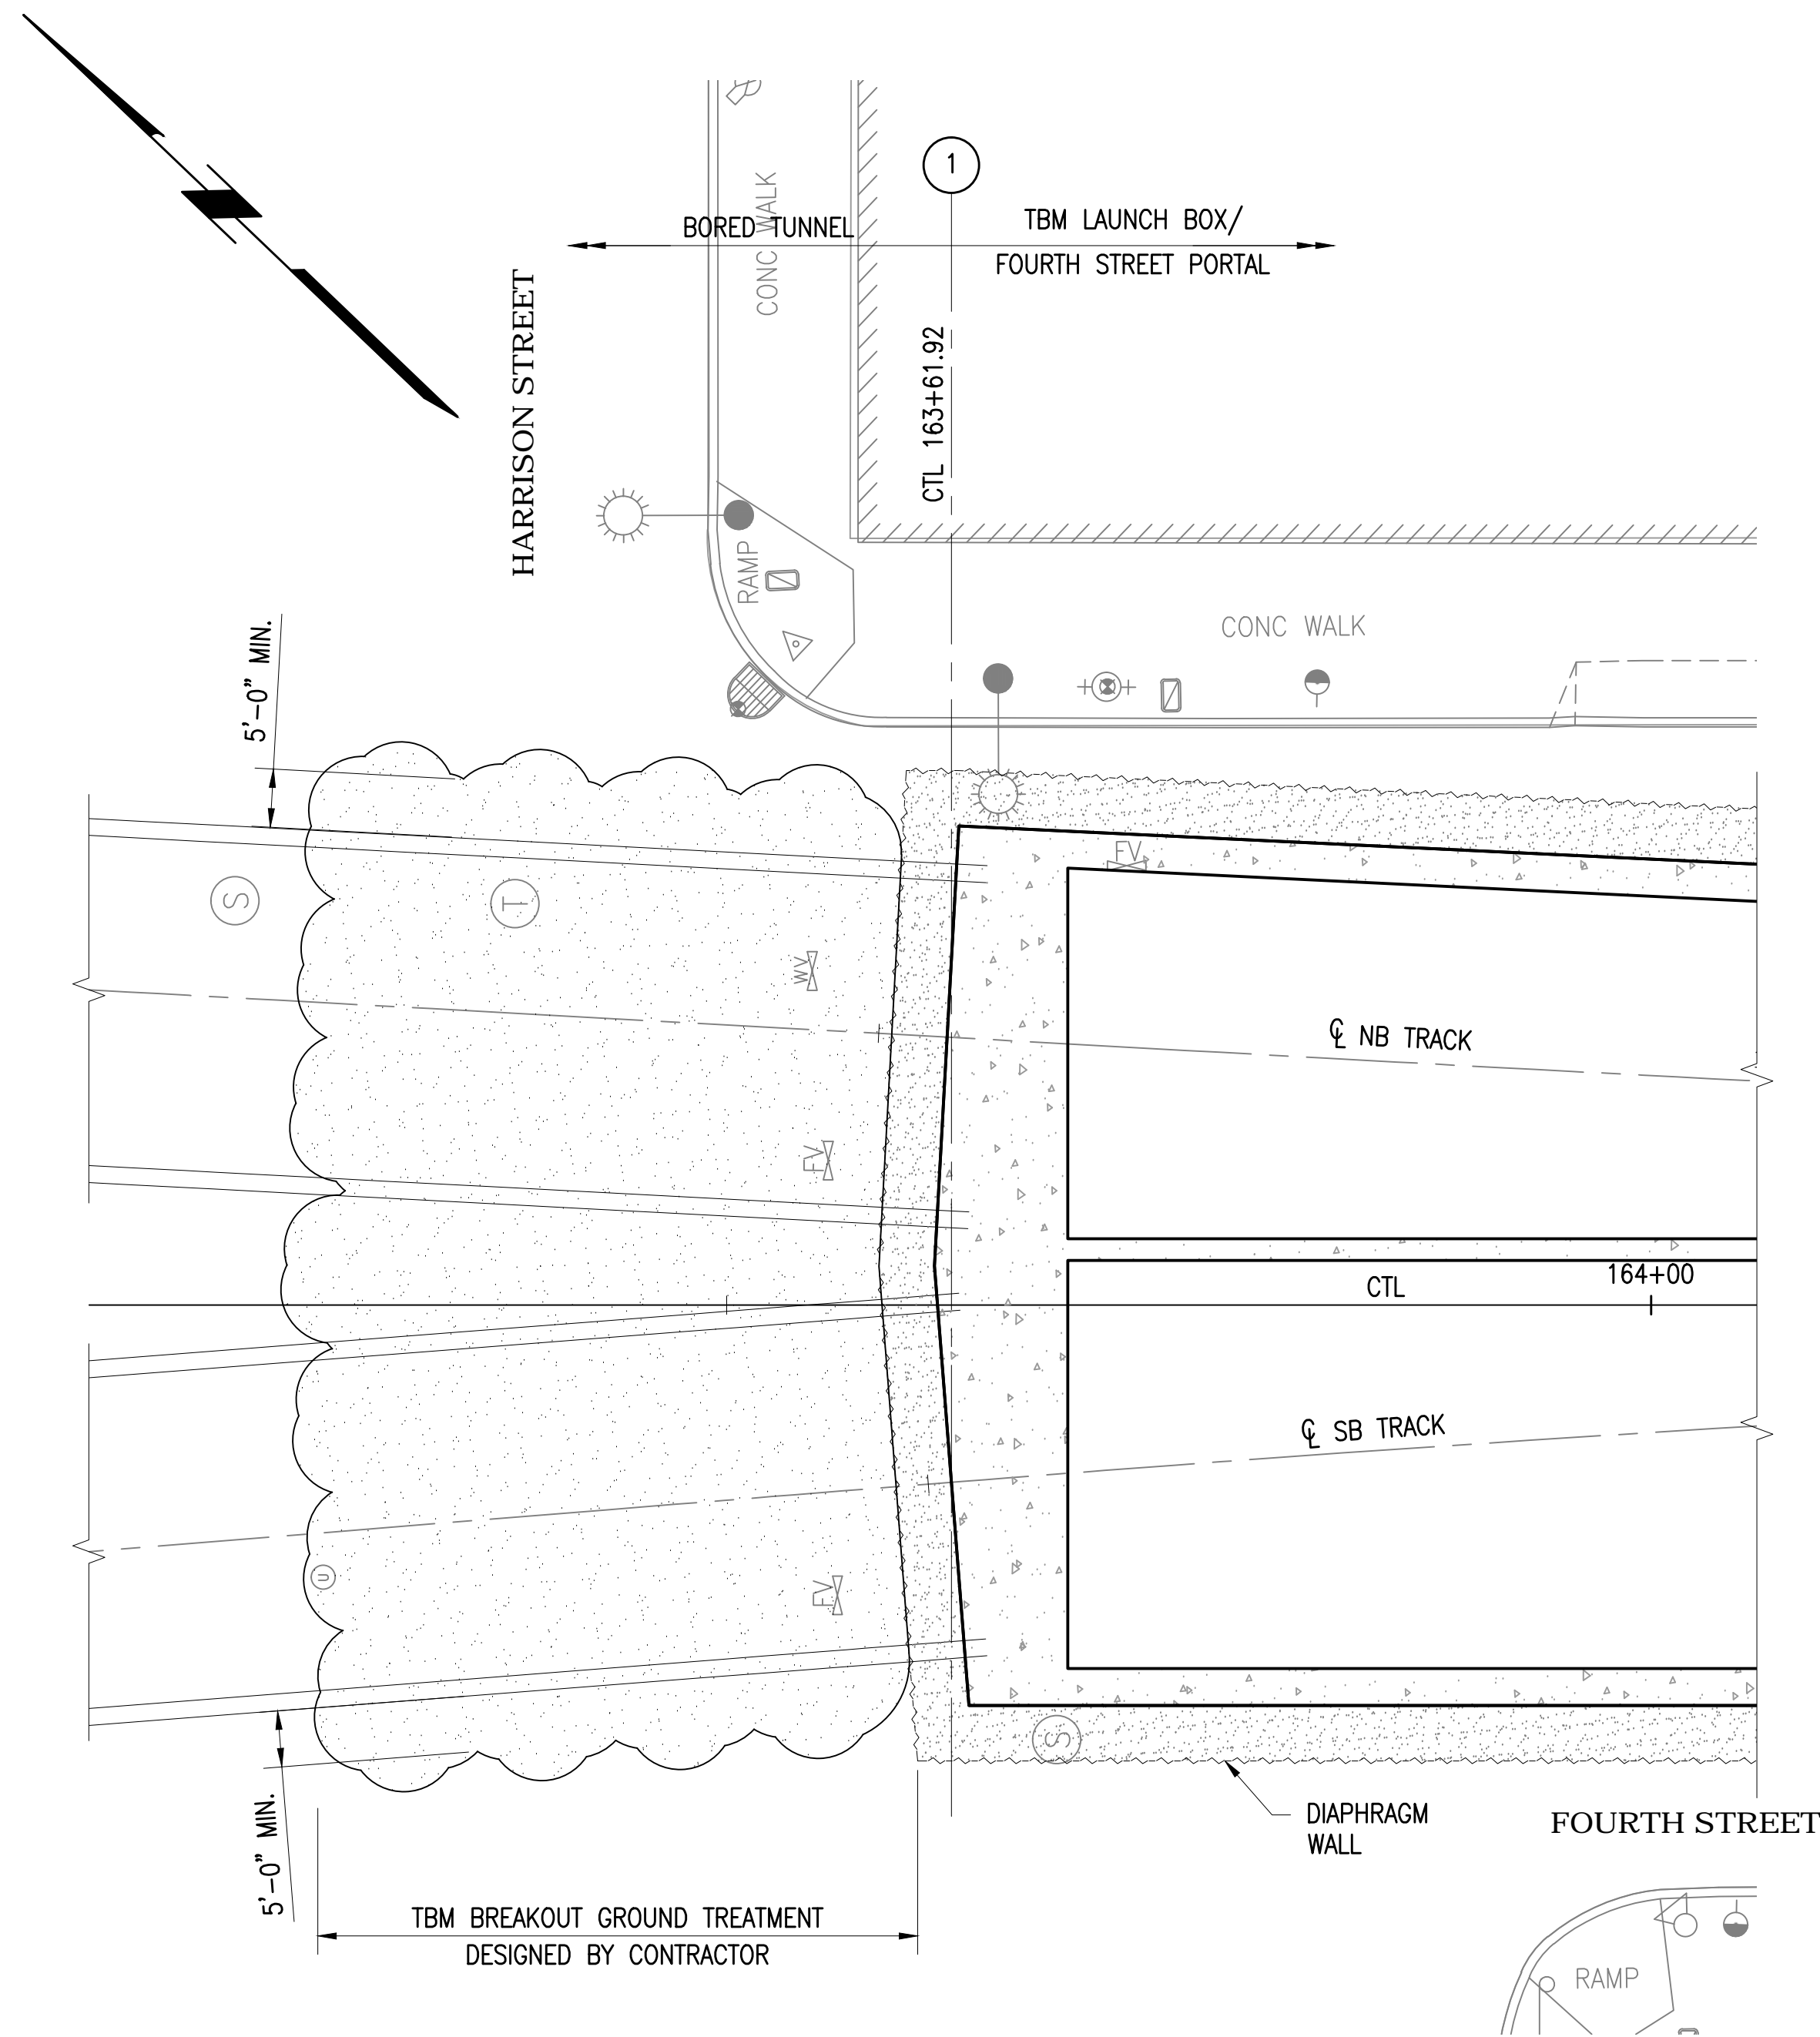 1
BORED TUNNEL
TBM LAUNCH BOX/
FOURTH STREET PORTAL
CONC WALK
HARRISON STREET
CTL 163+61.92
RAMP
CONC WALK
5'-0" MIN.
FV
S
T
WV
℄ NB TRACK
FV
164+00
CTL
℄ SB TRACK
U
FV
S
DIAPHRAGM
WALL
FOURTH STREET
5'-0" MIN.
TBM BREAKOUT GROUND TREATMENT
DESIGNED BY CONTRACTOR
RAMP